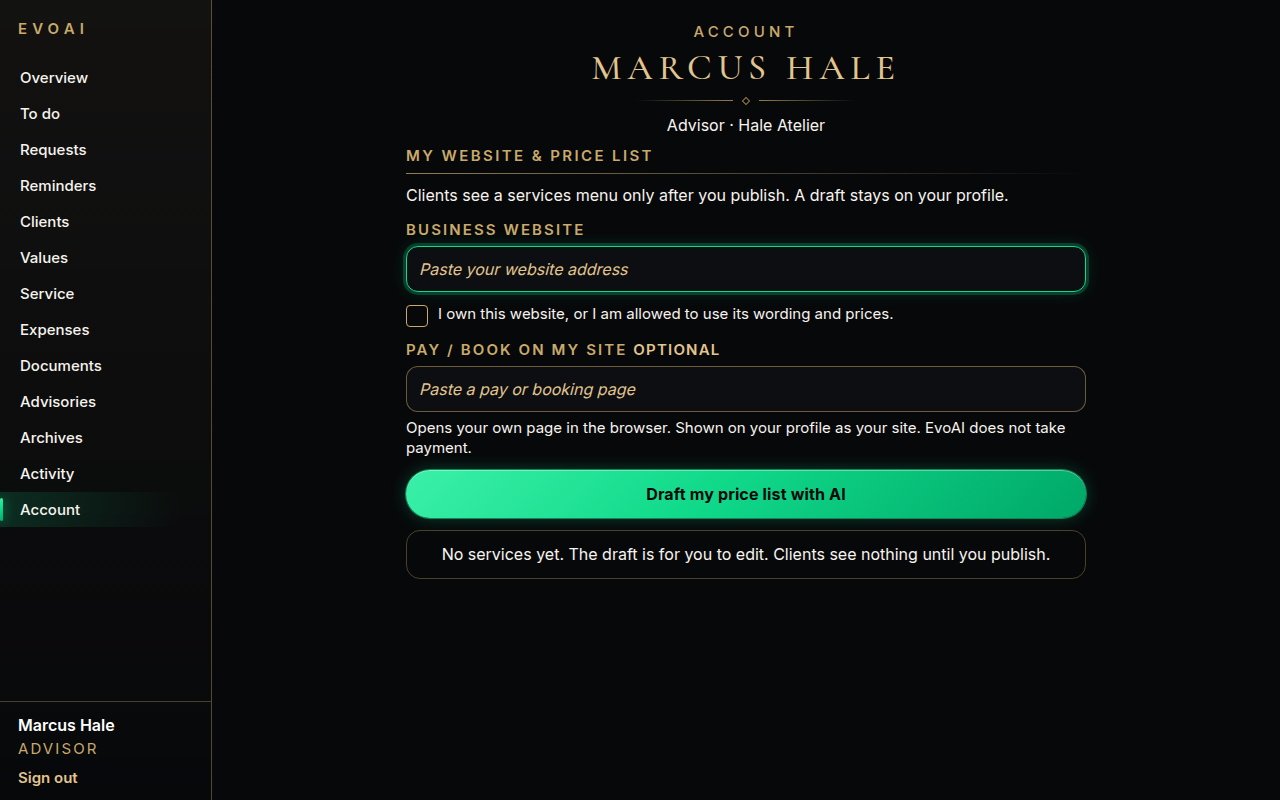 EVOAI
Overview
To do
Requests
Reminders
Clients
Values
Service
Expenses
Documents
Advisories
Archives
Activity
Account
Marcus Hale
ADVISOR
Sign out
ACCOUNT
MARCUS HALE
Advisor · Hale Atelier
MY WEBSITE & PRICE LIST
Clients see a services menu only after you publish. A draft stays on your profile.
BUSINESS WEBSITE
Paste your website address
I own this website, or I am allowed to use its wording and prices.
PAY / BOOK ON MY SITE OPTIONAL
Paste a pay or booking page
Opens your own page in the browser. Shown on your profile as your site. EvoAI does not take
payment.
Draft my price list with AI
No services yet. The draft is for you to edit. Clients see nothing until you publish.